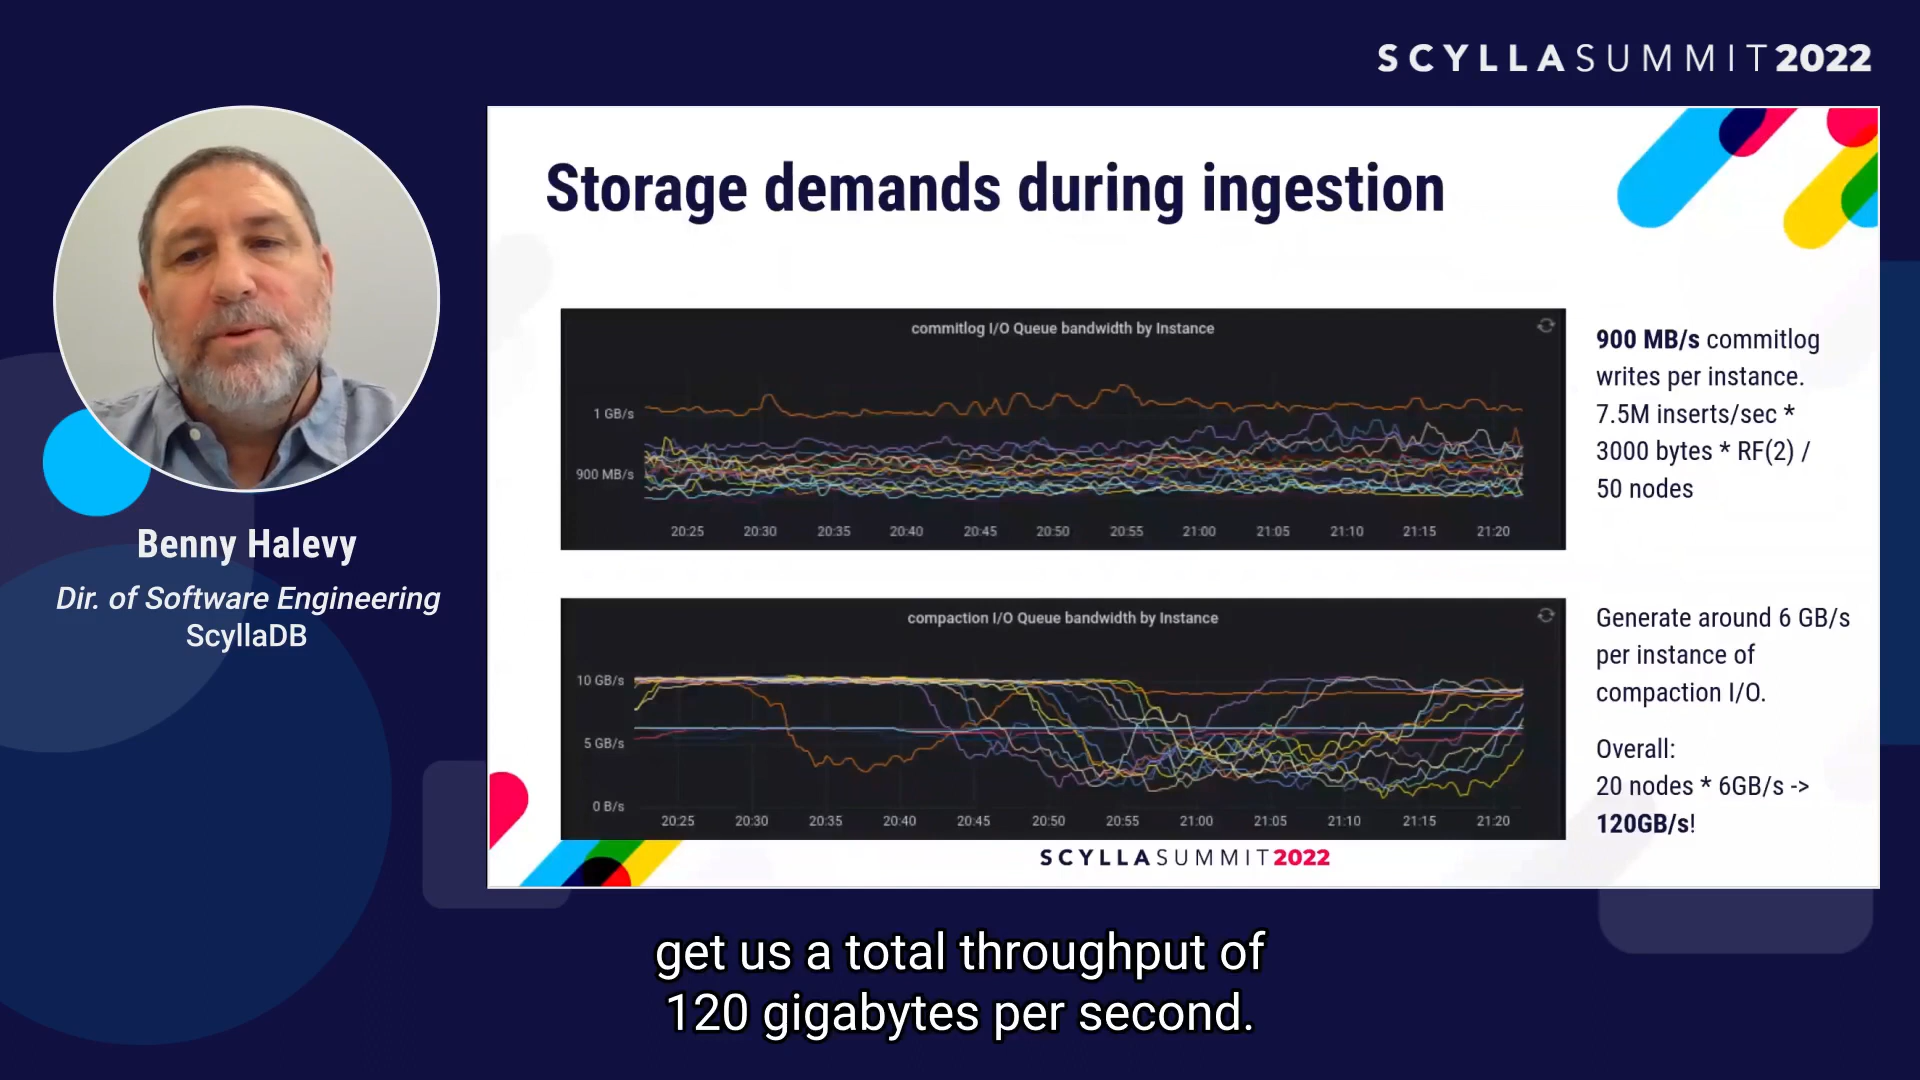 SCYLLASUMMIT2022
Storage demands during ingestion
commitlog I/O Queue bandwidth by Instance
1 GB/s
900 MB/s
20:25 20:30 20:35 20:40 20:45 20:50 20:55 21:00 21:05 21:10 21:15 21:20
900 MB/s commitlog
writes per instance.
7.5M inserts/sec *
3000 bytes * RF(2) /
50 nodes
Benny Halevy
Dir. of Software Engineering
ScyllaDB
compaction I/O Queue bandwidth by Instance
10 GB/s
5 GB/s
0 B/s
20:25 20:30 20:35 20:40 20:45 20:50 20:55 21:00 21:05 21:10 21:15 21:20
Generate around 6 GB/s
per instance of
compaction I/O.
Overall:
20 nodes * 6GB/s ->
120GB/s!
SCYLLASUMMIT2022
get us a total throughput of
120 gigabytes per second.